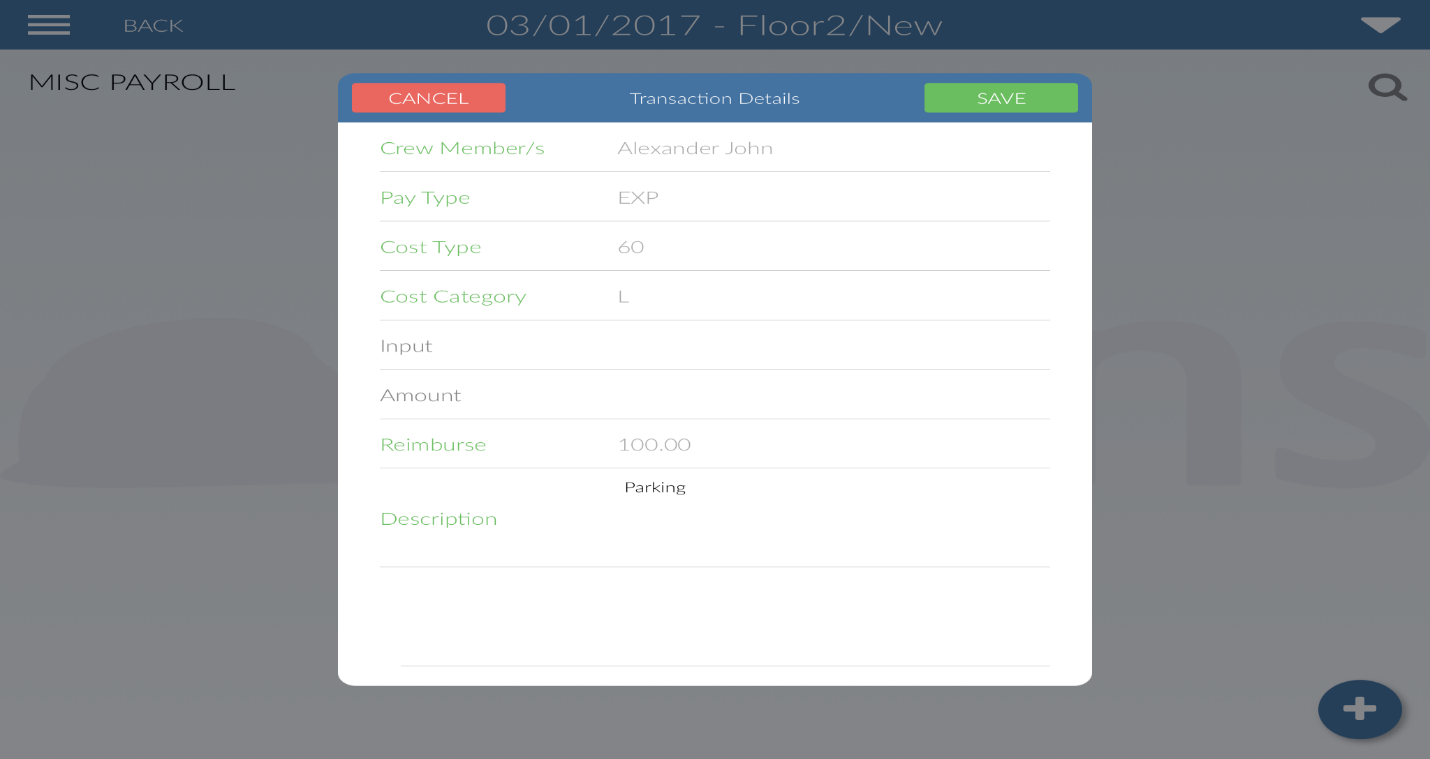 BACK
03/01/2017 - Floor2/New
MISC PAYROLL
CANCEL
Transaction Details
SAVE
Crew Member/s
Alexander John
Pay Type
EXP
Cost Type
60
Cost Category
L
Input
Amount
Reimburse
100.00
Parking
Description
ns